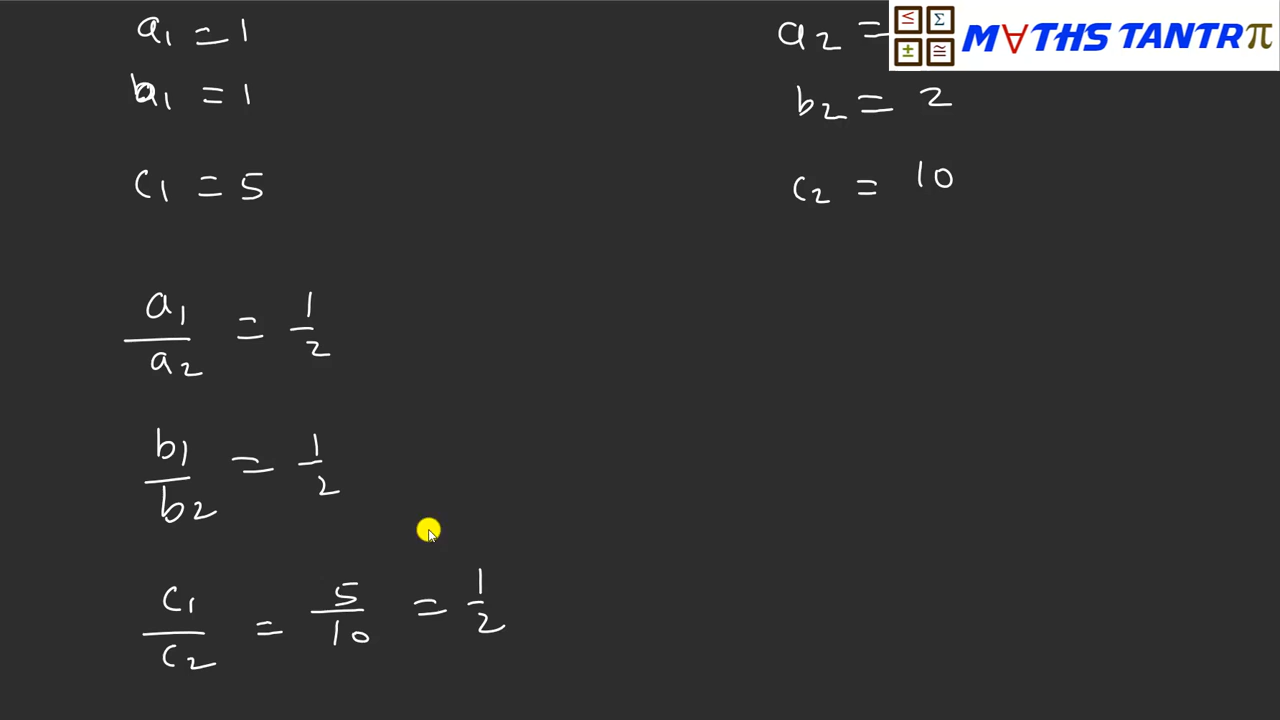 a₁ = 1
a₂ =
≤ Σ ± ≅ M∀THS TANTRπ
b₁ = 1
b₂ = 2
c₁ = 5
c₂ = 10
a₁/a₂ = 1/2
b₁/b₂ = 1/2
c₁/c₂ = 5/10 = 1/2